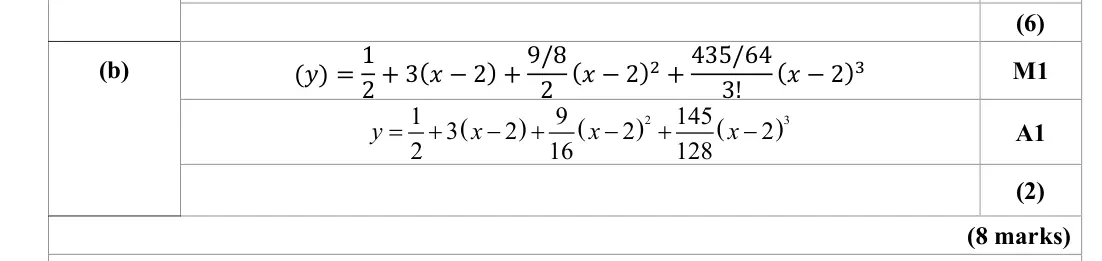 (6)
(b) (y) = 1/2 + 3(x − 2) + (9/8)/2 (x − 2)² + (435/64)/3! (x − 2)³ M1
y = 1/2 + 3(x − 2) + 9/16 (x − 2)² + 145/128 (x − 2)³ A1
(2)
(8 marks)